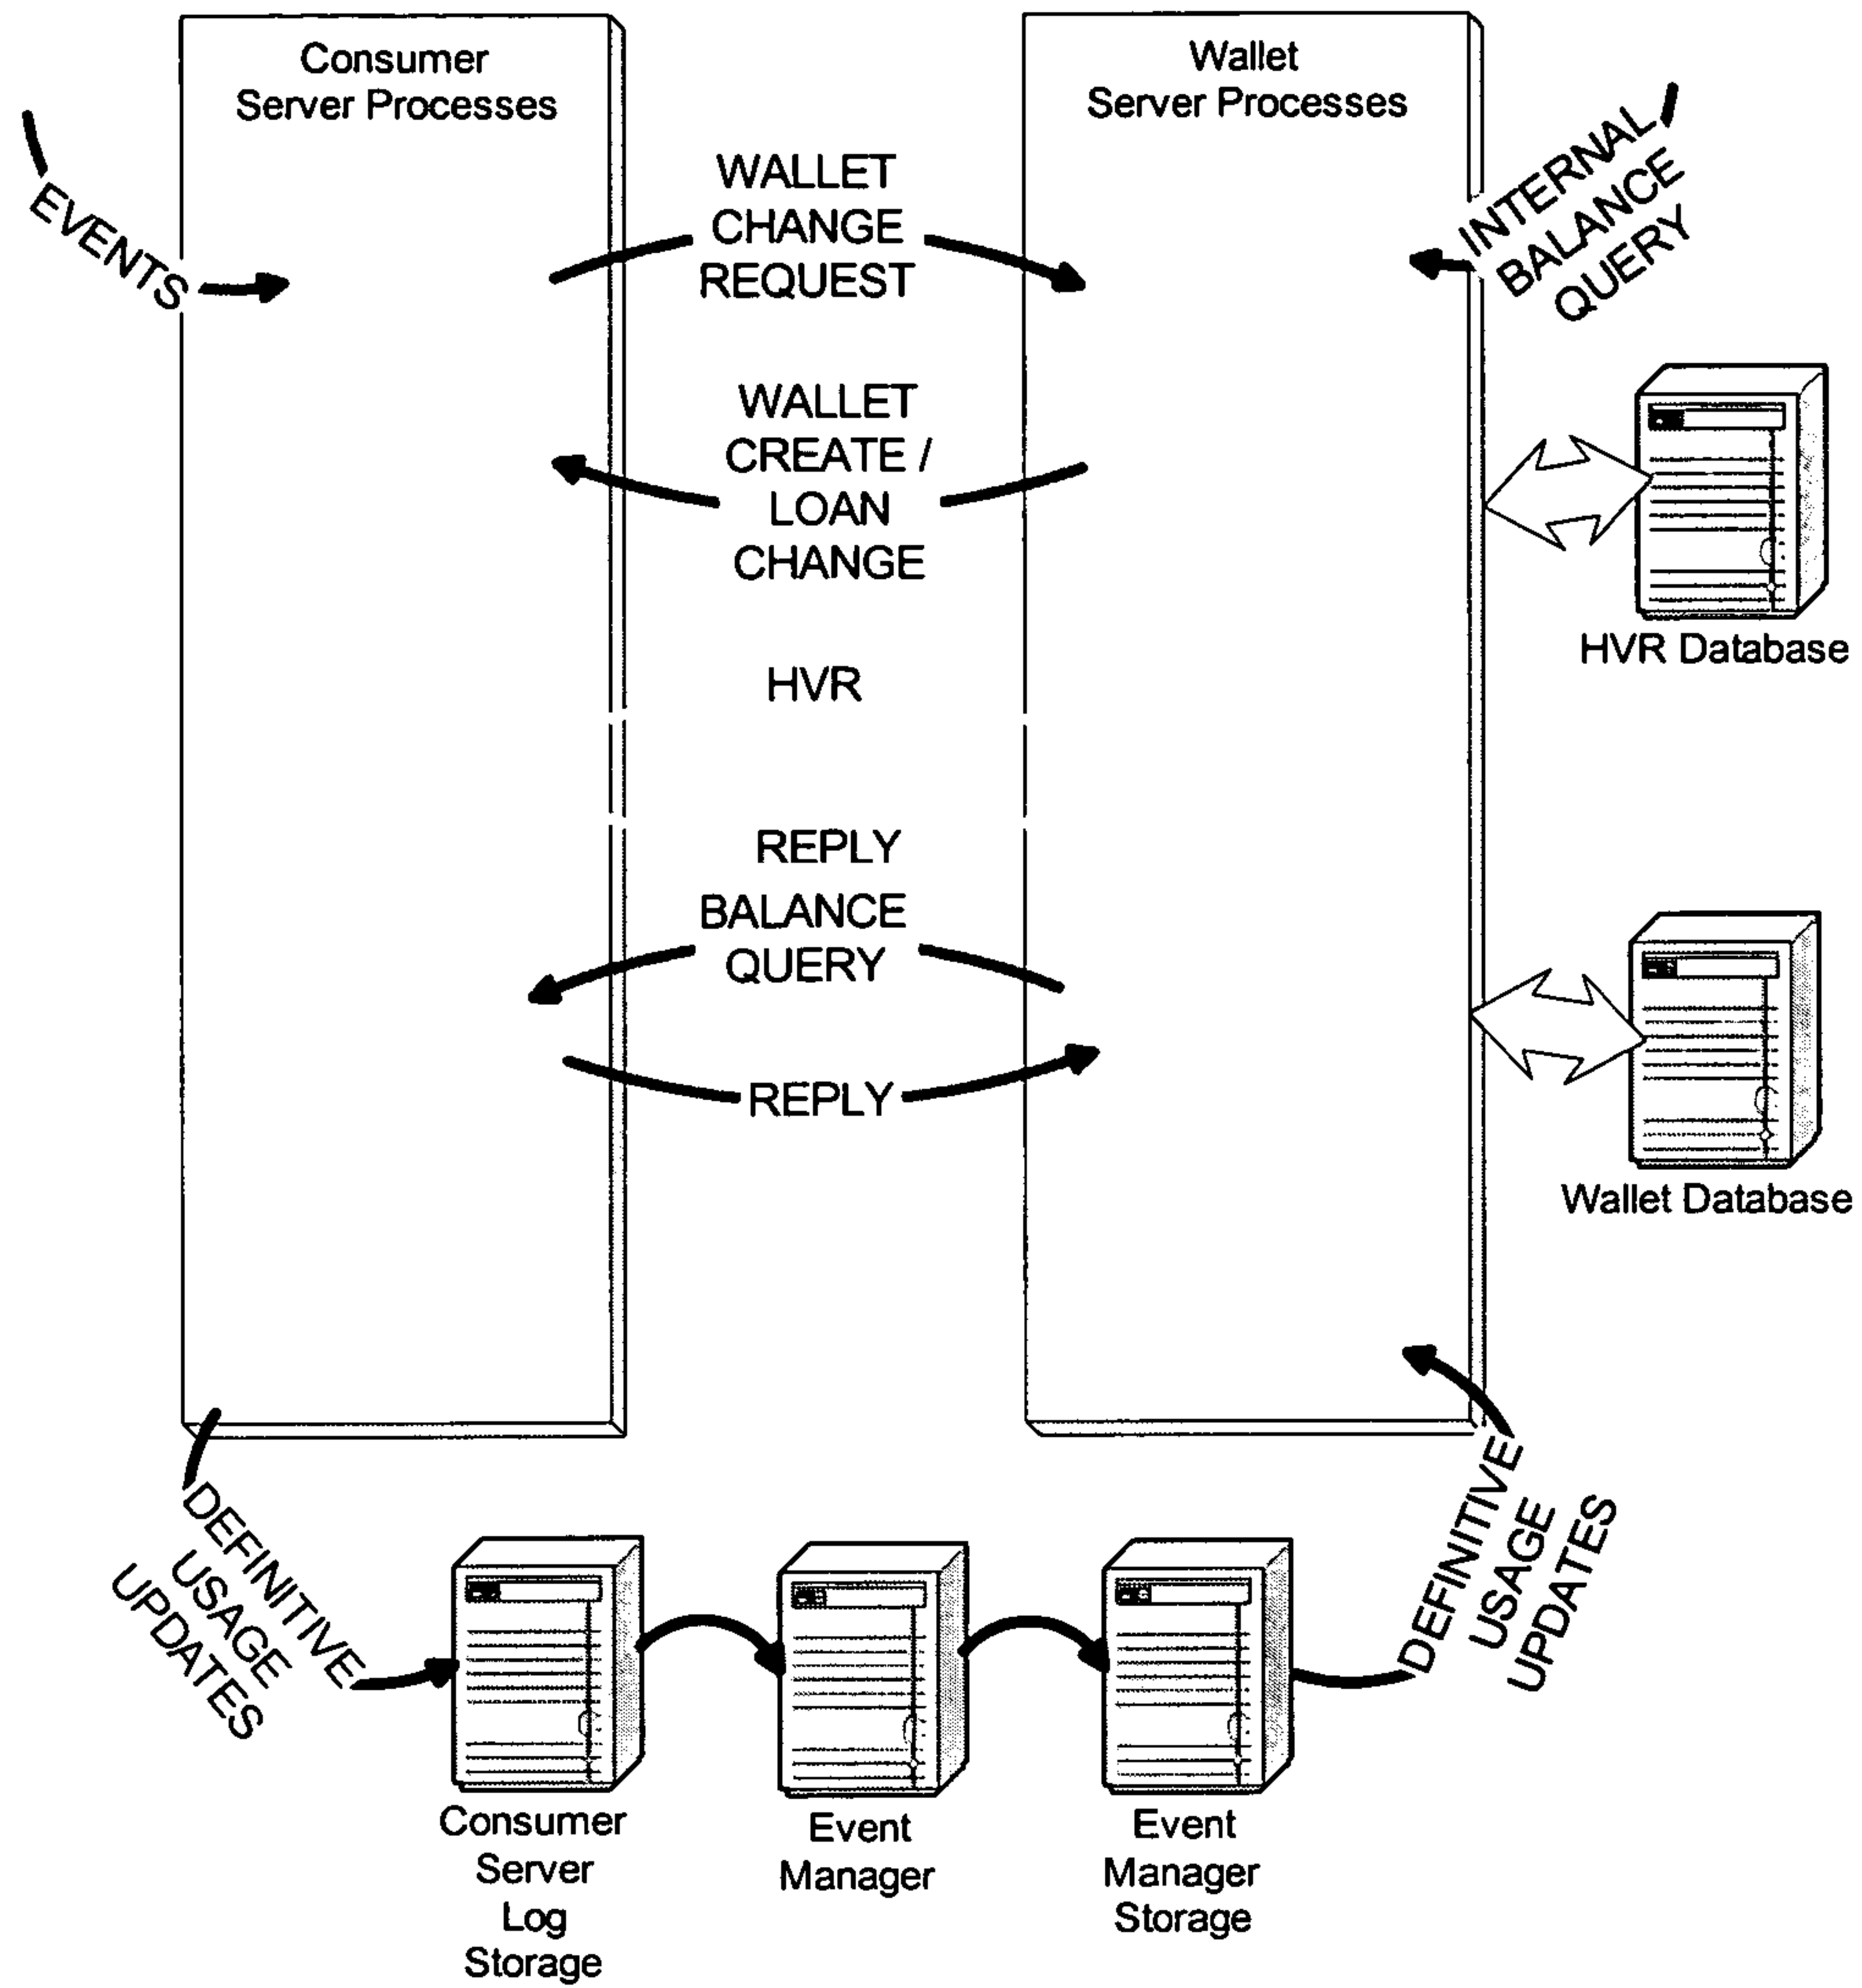 Consumer
Server Processes
Wallet
Server Processes
EVENTS
WALLET
CHANGE
REQUEST
INTERNAL
BALANCE
QUERY
WALLET
CREATE /
LOAN
CHANGE
HVR Database
HVR
REPLY
BALANCE
QUERY
REPLY
Wallet Database
DEFINITIVE
USAGE
UPDATES
DEFINITIVE
USAGE
UPDATES
Consumer
Server
Log
Storage
Event
Manager
Event
Manager
Storage